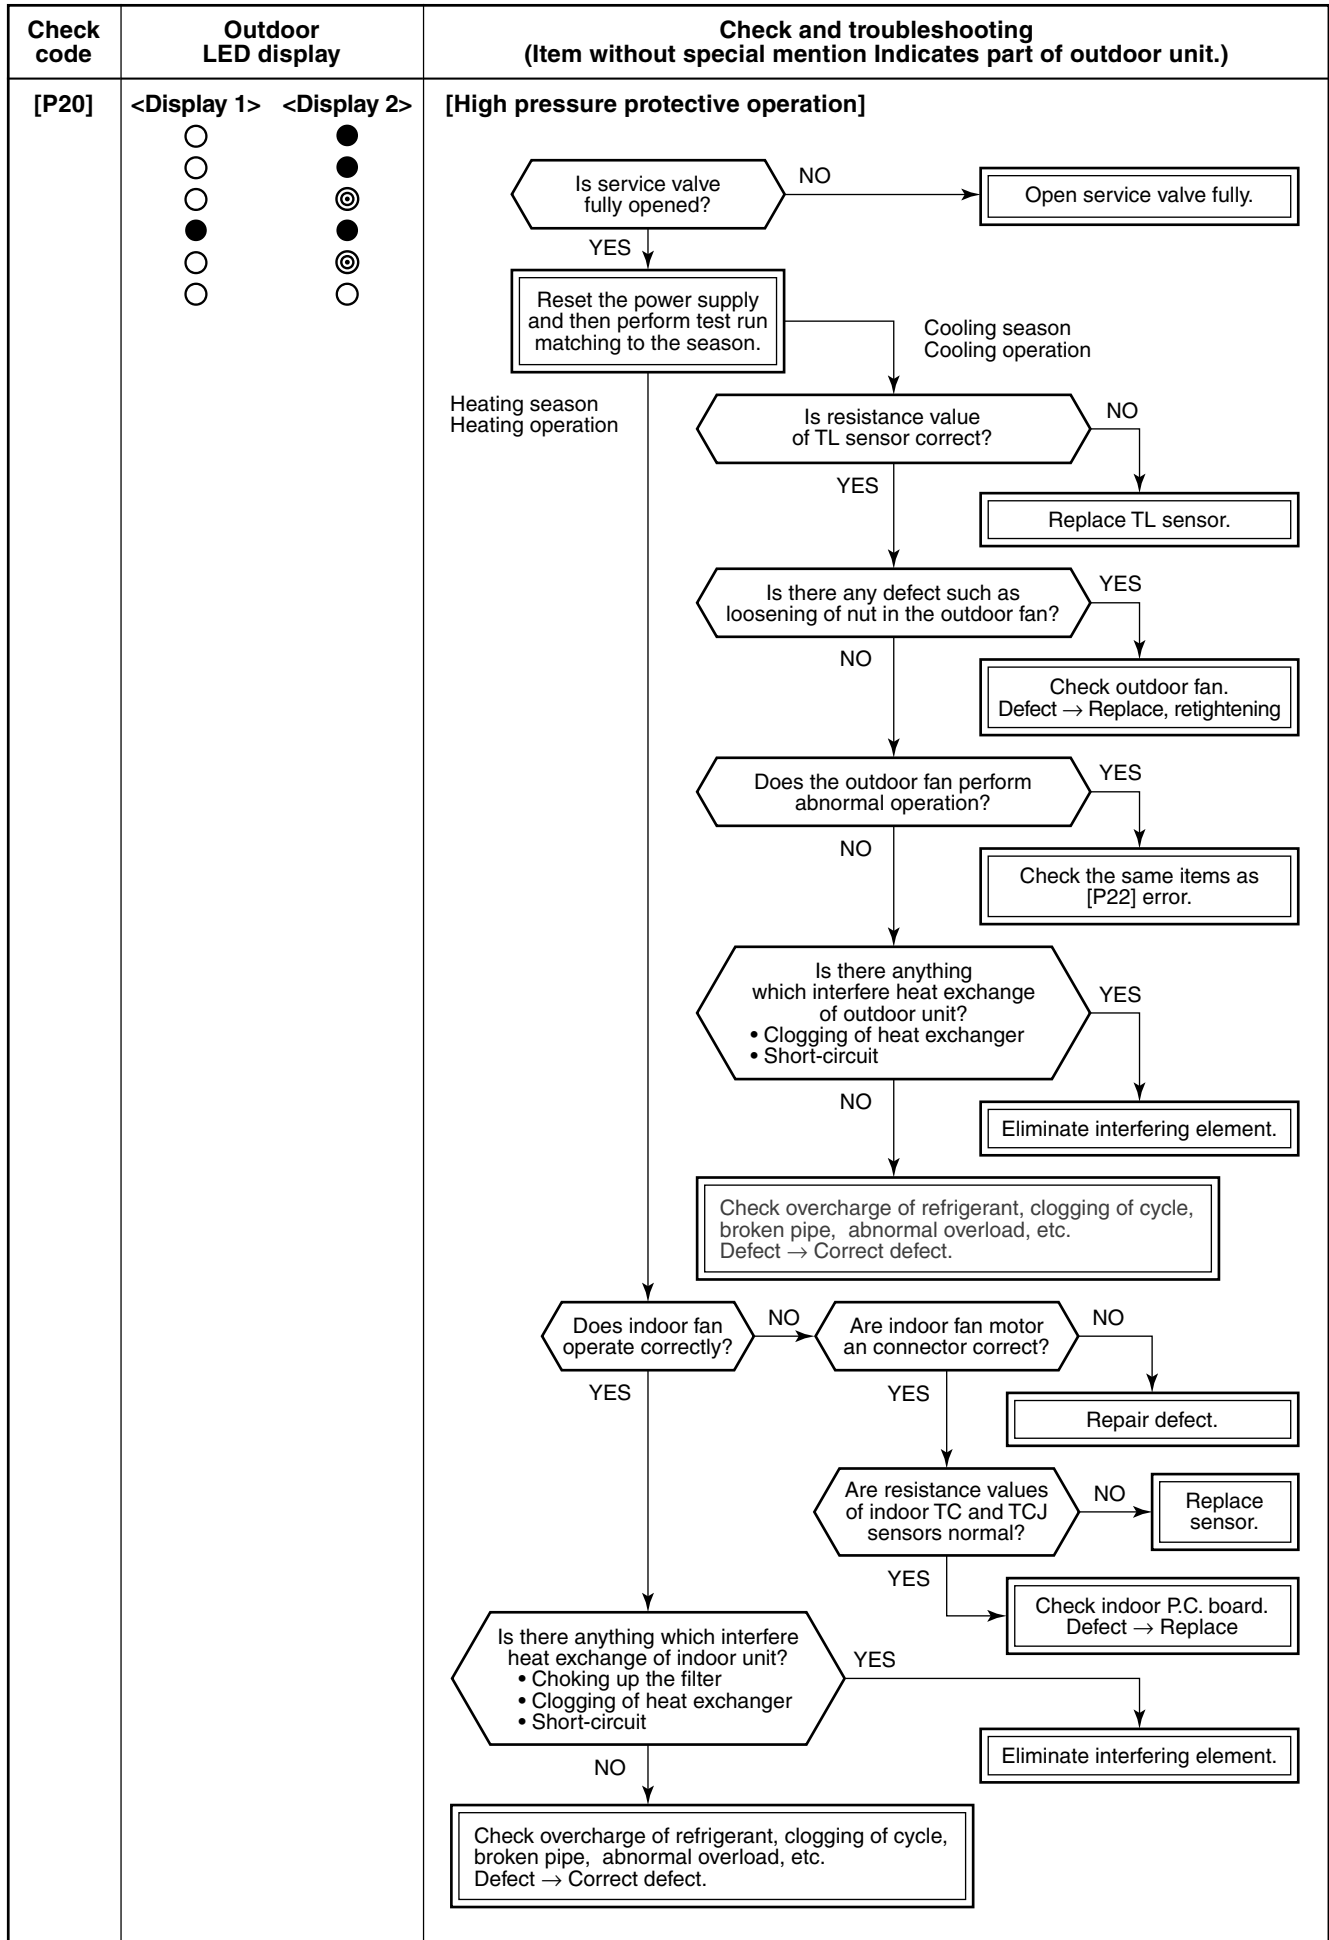 Check
code
Outdoor
LED display
Check and troubleshooting
(Item without special mention Indicates part of outdoor unit.)
[P20]
<Display 1> <Display 2>
[High pressure protective operation]
Is service valve
fully opened?
NO
Open service valve fully.
YES
Reset the power supply
and then perform test run
matching to the season.
Cooling season
Cooling operation
Heating season
Heating operation
Is resistance value
of TL sensor correct?
NO
YES
Replace TL sensor.
Is there any defect such as
loosening of nut in the outdoor fan?
YES
NO
Check outdoor fan.
Defect → Replace, retightening
Does the outdoor fan perform
abnormal operation?
YES
NO
Check the same items as
[P22] error.
Is there anything
which interfere heat exchange
of outdoor unit?
• Clogging of heat exchanger
• Short-circuit
YES
NO
Eliminate interfering element.
Check overcharge of refrigerant, clogging of cycle,
broken pipe, abnormal overload, etc.
Defect → Correct defect.
Does indoor fan
operate correctly?
NO
Are indoor fan motor
an connector correct?
NO
YES
YES
Repair defect.
Are resistance values
of indoor TC and TCJ
sensors normal?
NO
Replace
sensor.
YES
Check indoor P.C. board.
Defect → Replace
Is there anything which interfere
heat exchange of indoor unit?
• Choking up the filter
• Clogging of heat exchanger
• Short-circuit
YES
Eliminate interfering element.
NO
Check overcharge of refrigerant, clogging of cycle,
broken pipe, abnormal overload, etc.
Defect → Correct defect.